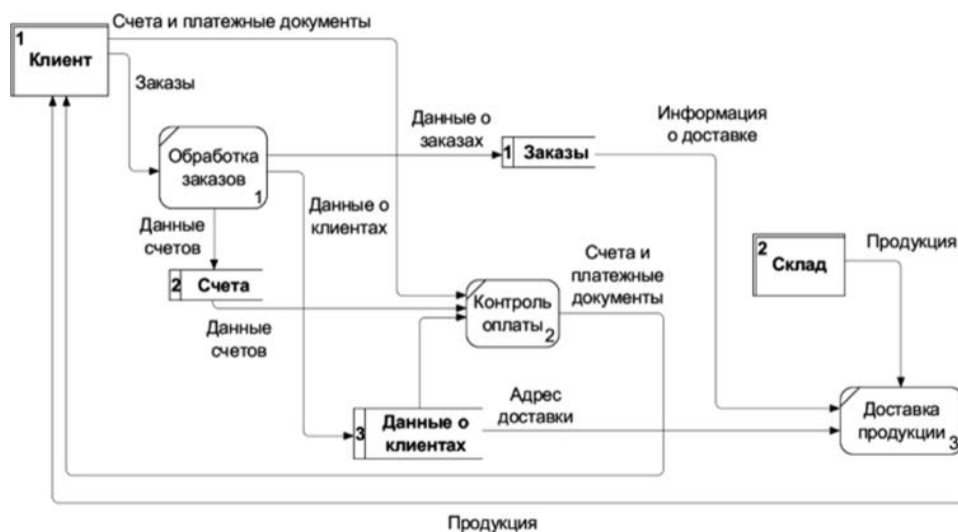 Счета и платежные документы
1
Клиент
Заказы
Обработка
заказов
1
Данные о
заказах
1 Заказы
Информация
о доставке
Данные
счетов
Данные о
клиентах
2 Счета
Данные
счетов
Счета и
платежные
документы
Контроль
оплаты
2
2
Склад
Продукция
3 Данные о
клиентах
Адрес
доставки
Доставка
продукции
3
Продукция